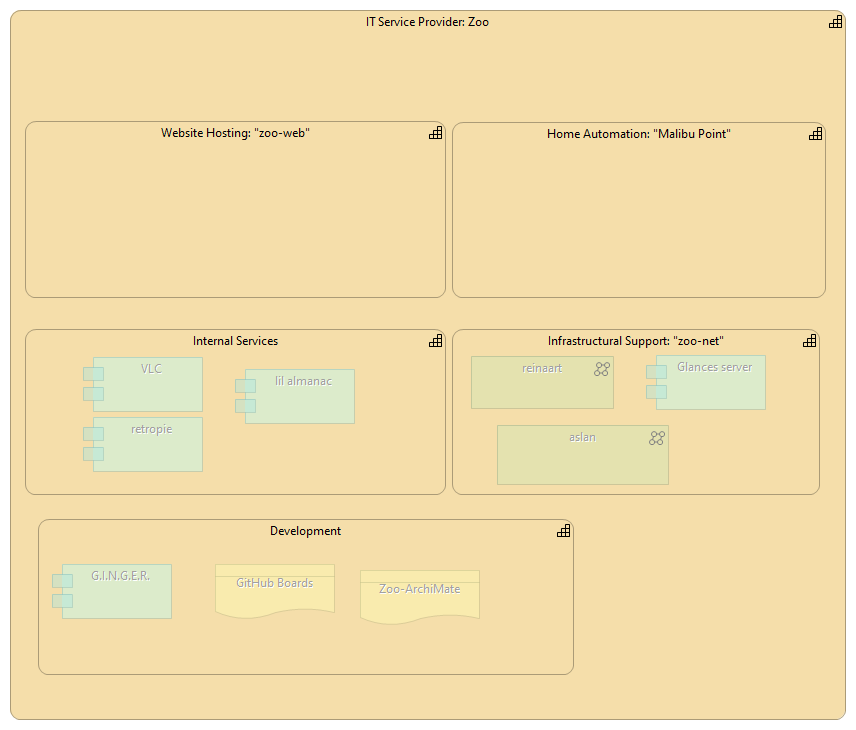 IT Service Provider: Zoo
Website Hosting: "zoo-web"
Home Automation: "Malibu Point"
Internal Services
VLC
lil almanac
retropie
Infrastructural Support: "zoo-net"
reinaart
Glances server
aslan
Development
G.I.N.G.E.R.
GitHub Boards
Zoo-ArchiMate